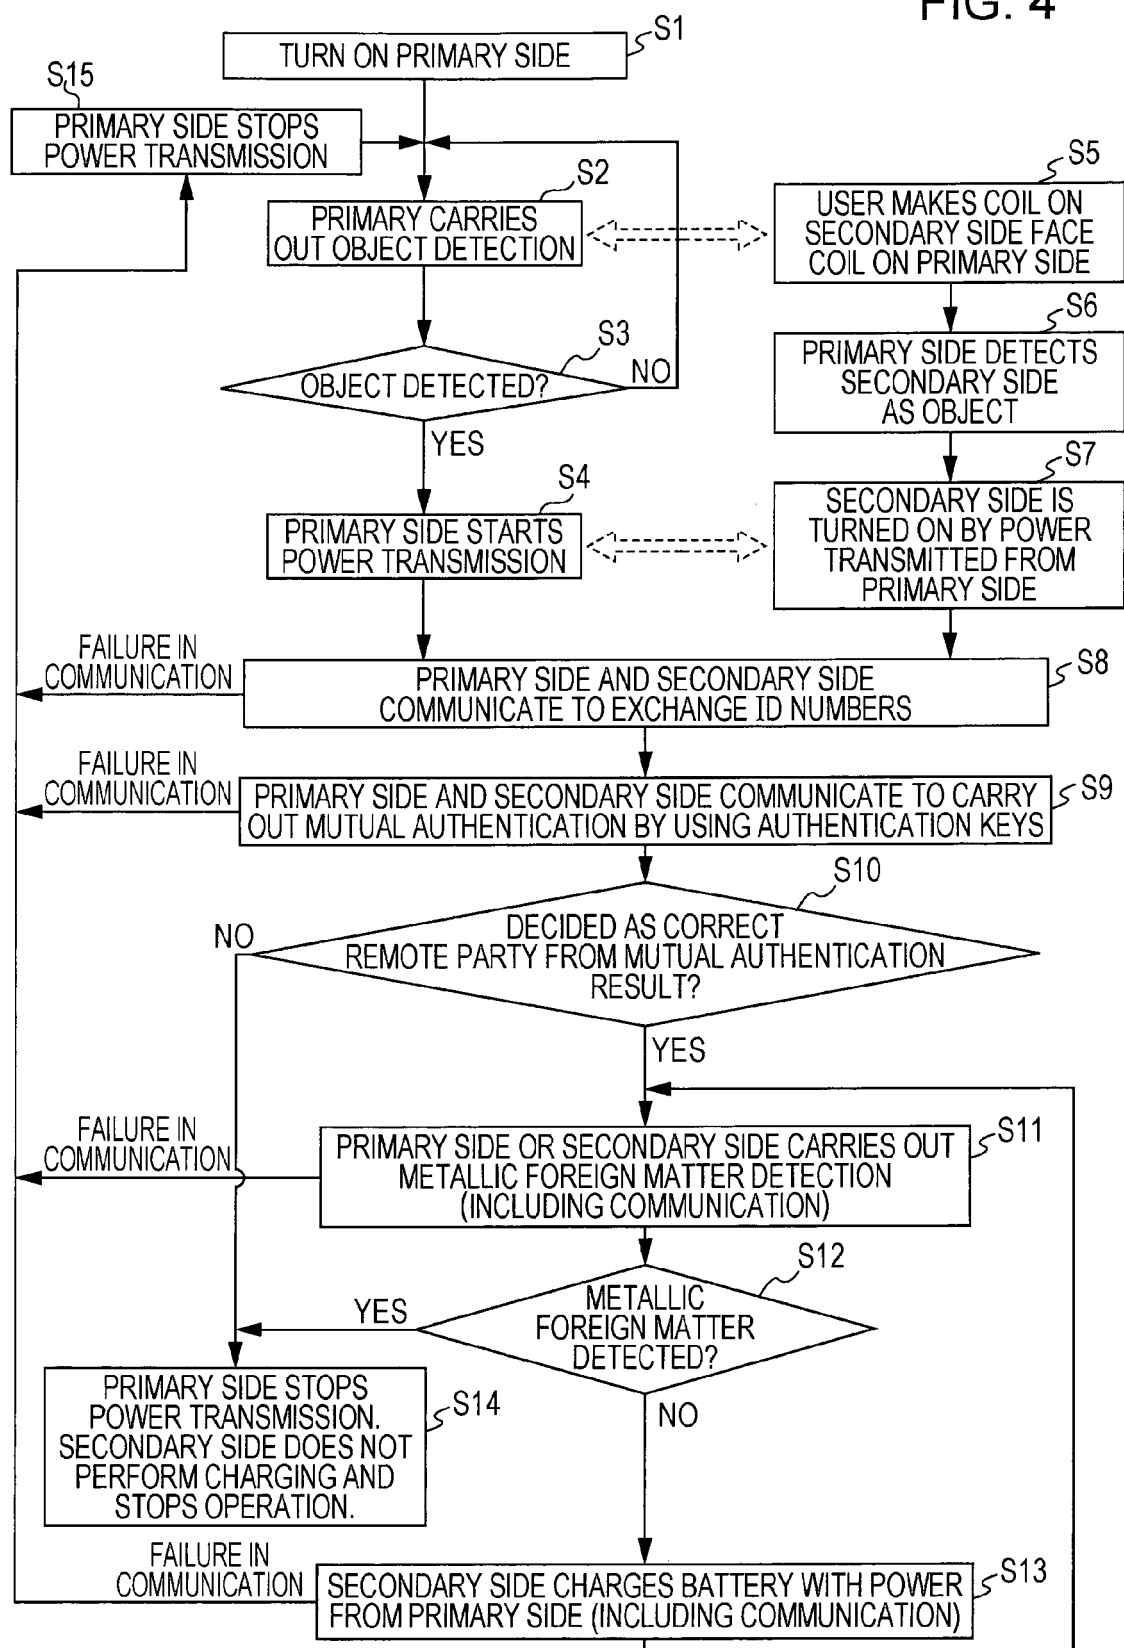 FIG. 4
S1
TURN ON PRIMARY SIDE
S15
PRIMARY SIDE STOPS
POWER TRANSMISSION
S2
PRIMARY CARRIES
OUT OBJECT DETECTION
S5
USER MAKES COIL ON
SECONDARY SIDE FACE
COIL ON PRIMARY SIDE
S6
PRIMARY SIDE DETECTS
SECONDARY SIDE
AS OBJECT
S3
OBJECT DETECTED?
NO
YES
S4
PRIMARY SIDE STARTS
POWER TRANSMISSION
S7
SECONDARY SIDE IS
TURNED ON BY POWER
TRANSMITTED FROM
PRIMARY SIDE
FAILURE IN
COMMUNICATION
S8
PRIMARY SIDE AND SECONDARY SIDE
COMMUNICATE TO EXCHANGE ID NUMBERS
FAILURE IN
COMMUNICATION
S9
PRIMARY SIDE AND SECONDARY SIDE COMMUNICATE TO CARRY
OUT MUTUAL AUTHENTICATION BY USING AUTHENTICATION KEYS
S10
DECIDED AS CORRECT
REMOTE PARTY FROM MUTUAL AUTHENTICATION
RESULT?
NO
YES
FAILURE IN
COMMUNICATION
S11
PRIMARY SIDE OR SECONDARY SIDE CARRIES OUT
METALLIC FOREIGN MATTER DETECTION
(INCLUDING COMMUNICATION)
S12
METALLIC
FOREIGN MATTER
DETECTED?
YES
NO
S14
PRIMARY SIDE STOPS
POWER TRANSMISSION.
SECONDARY SIDE DOES NOT
PERFORM CHARGING AND
STOPS OPERATION.
FAILURE IN
COMMUNICATION
S13
SECONDARY SIDE CHARGES BATTERY WITH POWER
FROM PRIMARY SIDE (INCLUDING COMMUNICATION)